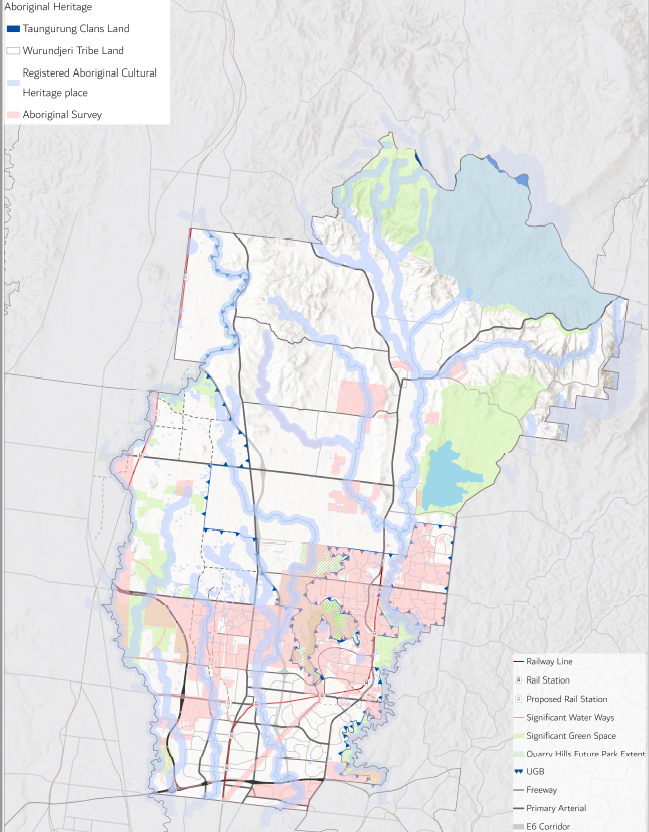 Aboriginal Heritage
Taungurung Clans Land
Wurundjeri Tribe Land
Registered Aboriginal Cultural
Heritage place
Aboriginal Survey
Railway Line
Rail Station
Proposed Rail Station
Significant Water Ways
Significant Green Space
Quarry Hills Future Park Extent
UGB
Freeway
Primary Arterial
E6 Corridor